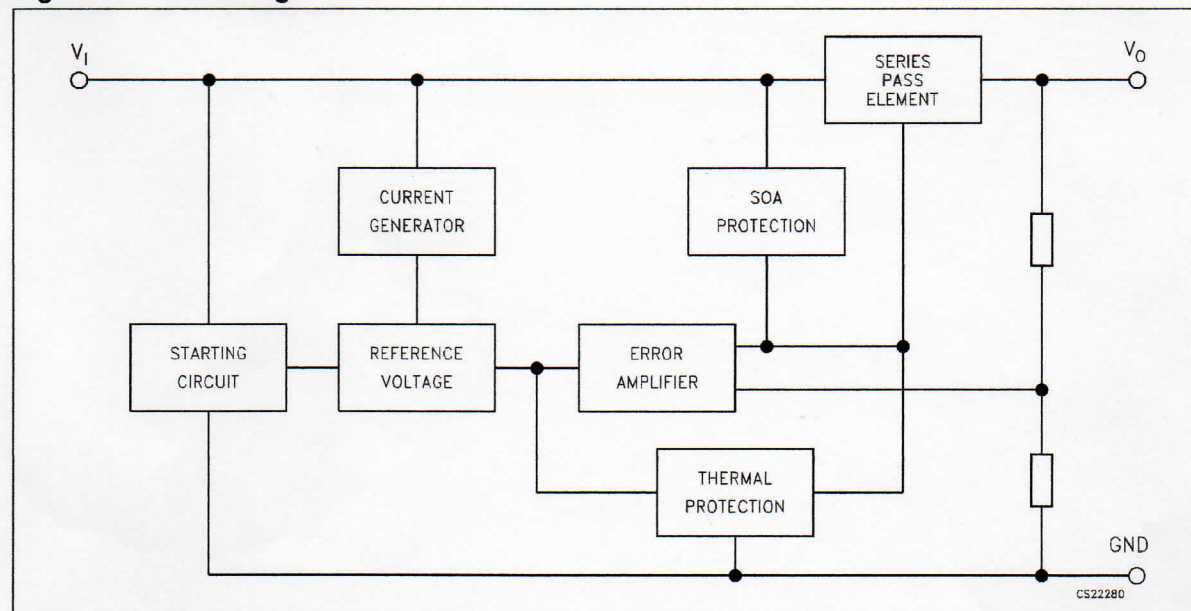 V_I
SERIES
PASS
ELEMENT
V_O
CURRENT
GENERATOR
SOA
PROTECTION
STARTING
CIRCUIT
REFERENCE
VOLTAGE
ERROR
AMPLIFIER
THERMAL
PROTECTION
GND
CS22280